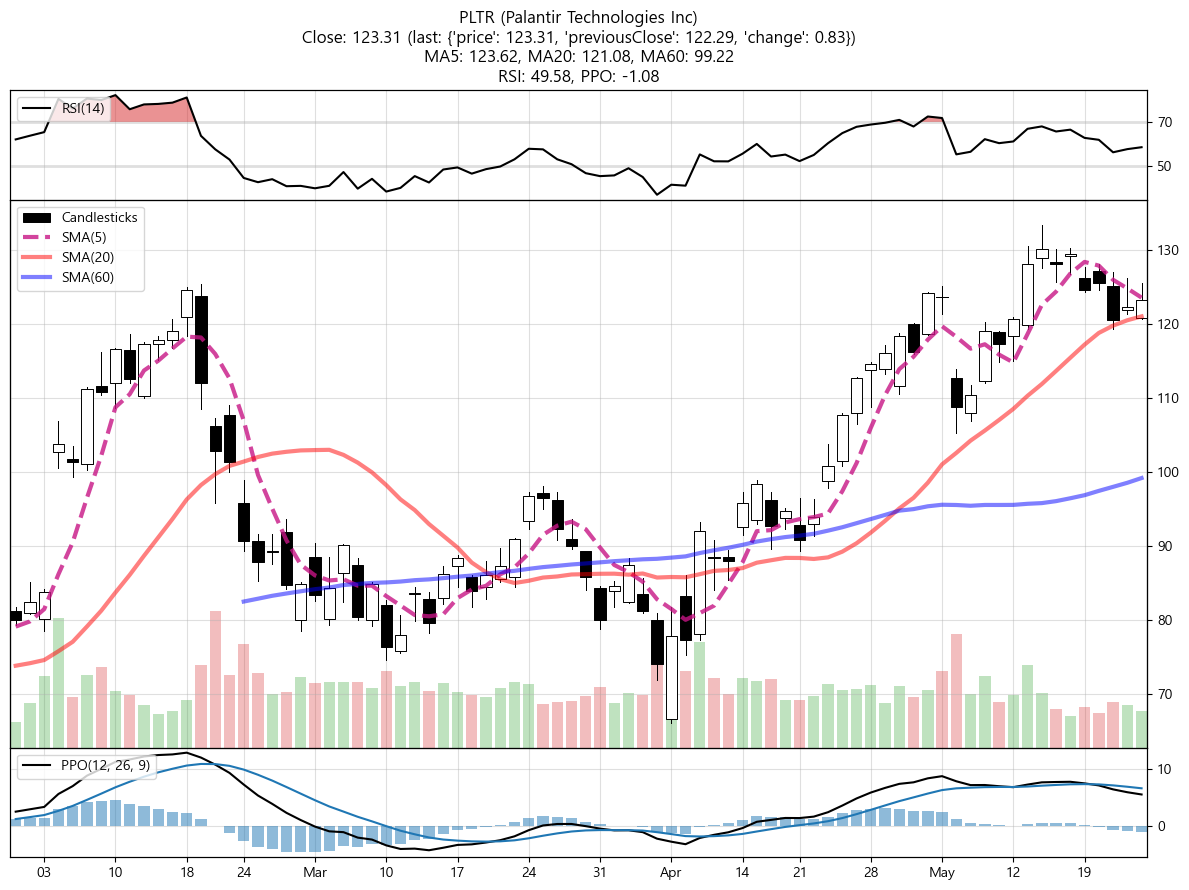 PLTR (Palantir Technologies Inc)
Close: 123.31 (last: {'price': 123.31, 'previousClose': 122.29, 'change': 0.83})
MA5: 123.62, MA20: 121.08, MA60: 99.22
RSI: 49.58, PPO: -1.08
RSI(14)
70
50
Candlesticks
SMA(5)
SMA(20)
SMA(60)
130
120
110
100
90
80
70
PPO(12, 26, 9)
10
0
03 10 18 24 Mar 10 17 24 31 Apr 14 21 28 May 12 19